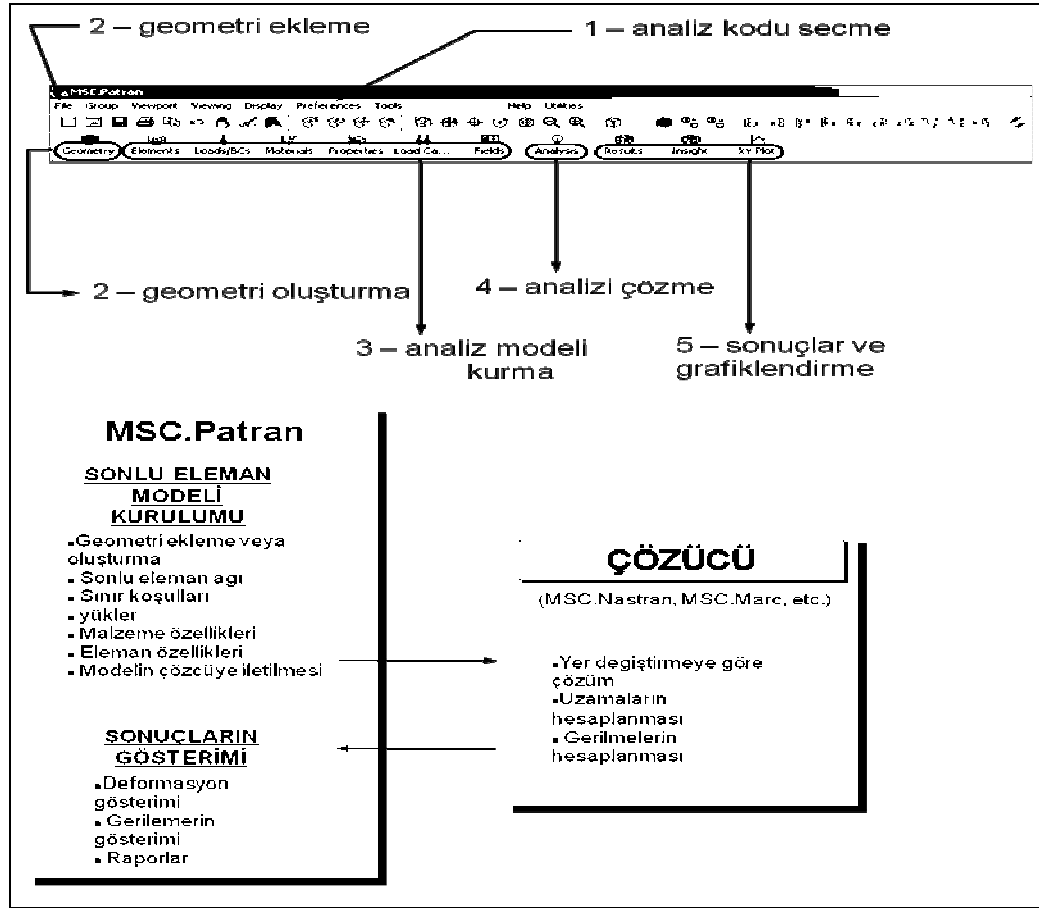 2 – geometri ekleme
1 – analiz kodu secme
MSC.Patran
File Group Viewport Viewing Display Preferences Tools Help Utilities
Geometry Elements Loads/BCs Materials Properties Load Ca... Fields Analysis Results Insight XY Plot
2 – geometri oluşturma
4 – analizi çözme
3 – analiz modeli
kurma
5 – sonuçlar ve
grafiklendirme
MSC.Patran
SONLU ELEMAN
MODELİ
KURULUMU
▪Geometri ekleme veya
oluşturma
▪ Sonlu eleman agı
▪ Sınır koşulları
▪ yükler
▪ Malzeme özellikleri
▪ Eleman özellikleri
▪ Modelin çözcüye iletilmesi
SONUÇLARIN
GÖSTERİMİ
▪Deformasyon
gösterimi
▪ Gerilemerin
gösterimi
▪ Raporlar
ÇÖZÜCÜ
(MSC.Nastran, MSC.Marc, etc.)
▪Yer degiştirmeye göre
çözüm
▪Uzamaların
hesaplanması
▪ Gerilmelerin
hesaplanması